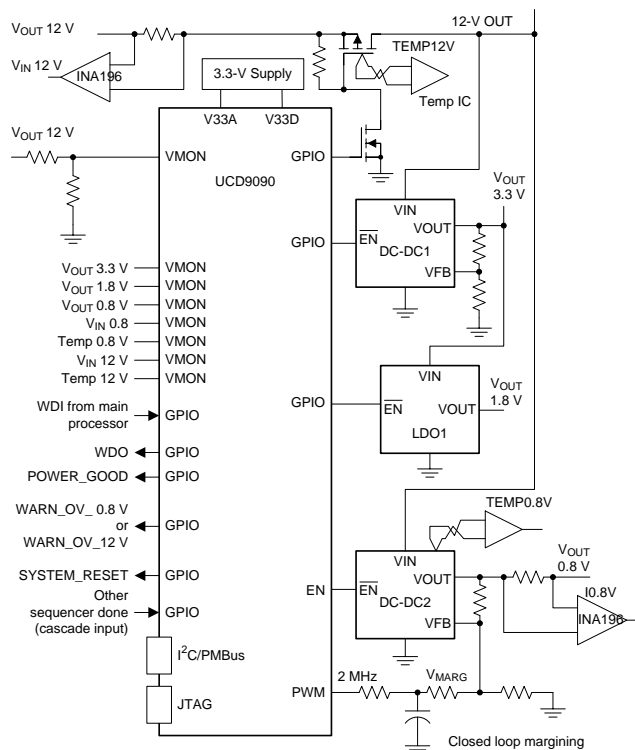 12-V OUT
VOUT 12 V
VIN 12 V
INA196
3.3-V Supply
TEMP12V
Temp IC
V33A
V33D
VOUT 12 V
VMON
GPIO
UCD9090
VOUT
3.3 V
VIN
VOUT
GPIO
EN
DC-DC1
VFB
VOUT 3.3 V
VMON
VOUT 1.8 V
VMON
VOUT 0.8 V
VMON
VIN 0.8
VMON
Temp 0.8 V
VMON
VIN 12 V
VMON
Temp 12 V
VMON
VIN
GPIO
EN
VOUT
VOUT
1.8 V
LDO1
WDI from main
processor
GPIO
WDO
GPIO
POWER_GOOD
GPIO
WARN_OV_ 0.8 V
or
WARN_OV_12 V
GPIO
TEMP0.8V
VIN
VOUT
VOUT
0.8 V
SYSTEM_RESET
GPIO
EN
EN
DC-DC2
I0.8V
INA196
Other
sequencer done
(cascade input)
GPIO
VFB
I2C/PMBus
2 MHz
VMARG
PWM
JTAG
Closed loop margining